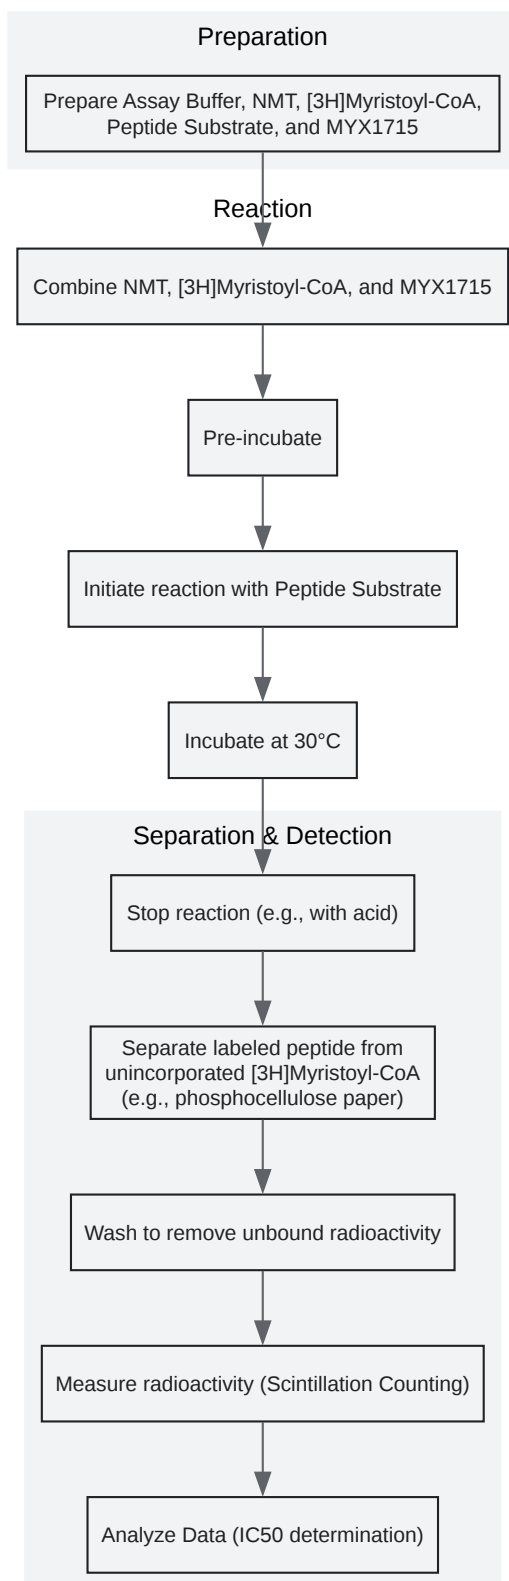 Preparation
Prepare Assay Buffer, NMT, [3H]Myristoyl-CoA,
Peptide Substrate, and MYX1715
Reaction
Combine NMT, [3H]Myristoyl-CoA, and MYX1715
Pre-incubate
Initiate reaction with Peptide Substrate
Incubate at 30°C
Separation & Detection
Stop reaction (e.g., with acid)
Separate labeled peptide from
unincorporated [3H]Myristoyl-CoA
(e.g., phosphocellulose paper)
Wash to remove unbound radioactivity
Measure radioactivity (Scintillation Counting)
Analyze Data (IC50 determination)